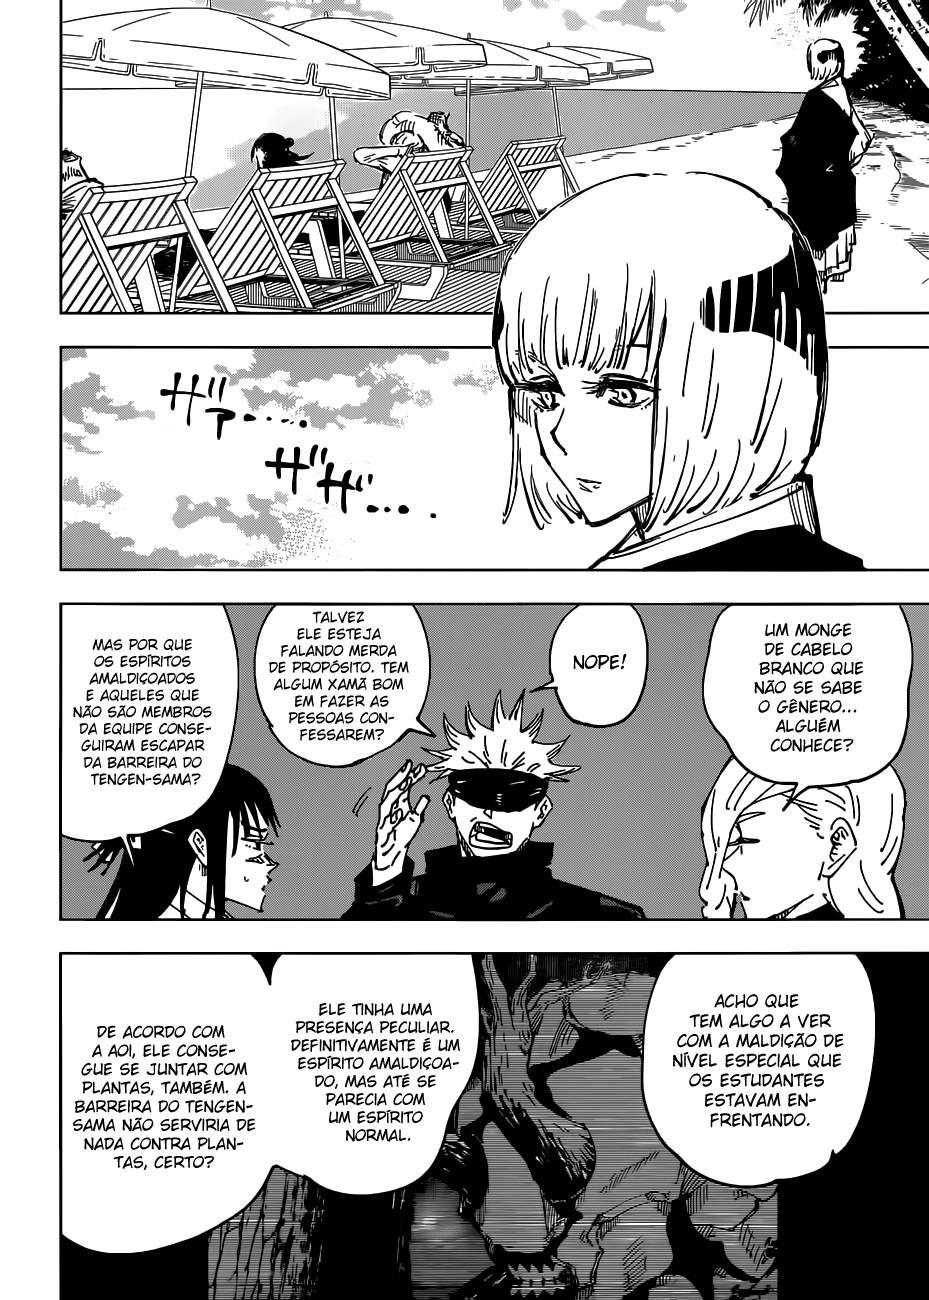 ザァ・・・・
ザザ・・・・
UM MONGE
DE CABELO
BRANCO QUE
NÃO SE SABE
O GÊNERO...
ALGUÉM
CONHECE?
NOPE!
TALVEZ
ELE ESTEJA
FALANDO MERDA
DE PROPÓSITO. TEM
ALGUM XAMÃ BOM
EM FAZER AS
PESSOAS CON-
FESSAREM?
MAS POR QUE
OS ESPÍRITOS
AMALDIÇOADOS
E AQUELES QUE
NÃO SÃO MEMBROS
DA EQUIPE CONSE-
GUIRAM ESCAPAR
DA BARREIRA DO
TENGEN-SAMA?
ACHO QUE
TEM ALGO A VER
COM A MALDIÇÃO DE
NÍVEL ESPECIAL QUE
OS ESTUDANTES
ESTAVAM EN-
FRENTANDO.
ELE TINHA UMA
PRESENÇA PECULIAR.
DEFINITIVAMENTE É UM
ESPÍRITO AMALDIÇOA-
DO, MAS ATÉ SE
PARECIA COM
UM ESPÍRITO
NORMAL.
DE ACORDO COM
A AOI, ELE CONSE-
GUE SE JUNTAR COM
PLANTAS, TAMBÉM. A
BARREIRA DO TENGEN-
SAMA NÃO SERVIRIA DE
NADA CONTRA PLAN-
TAS, CERTO?